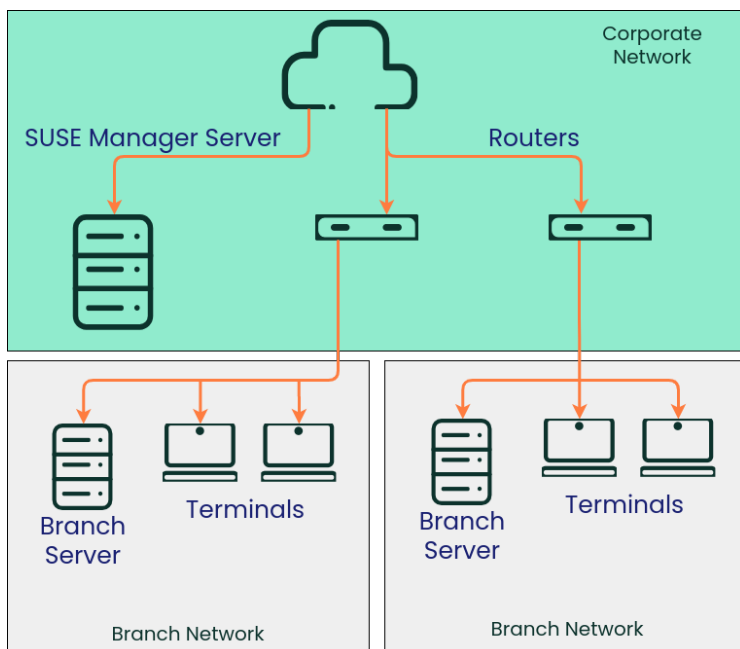 Corporate
Network
SUSE Manager Server
Routers
Branch
Server
Terminals
Branch Network
Branch
Server
Terminals
Branch Network